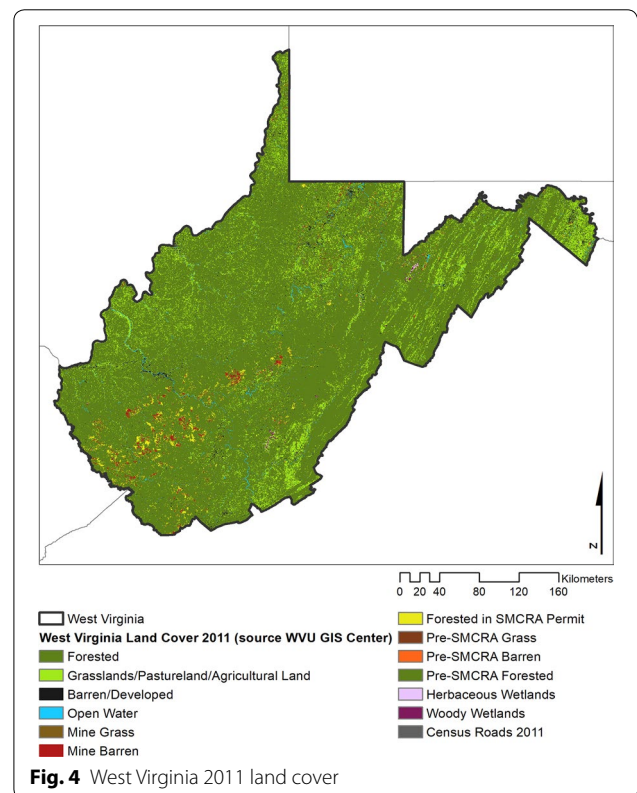 N
Kilometers
0 20 40 80 120 160
West Virginia
West Virginia Land Cover 2011 (source WVU GIS Center)
Forested
Grasslands/Pastureland/Agricultural Land
Barren/Developed
Open Water
Mine Grass
Mine Barren
Forested in SMCRA Permit
Pre-SMCRA Grass
Pre-SMCRA Barren
Pre-SMCRA Forested
Herbaceous Wetlands
Woody Wetlands
Census Roads 2011
Fig. 4 West Virginia 2011 land cover